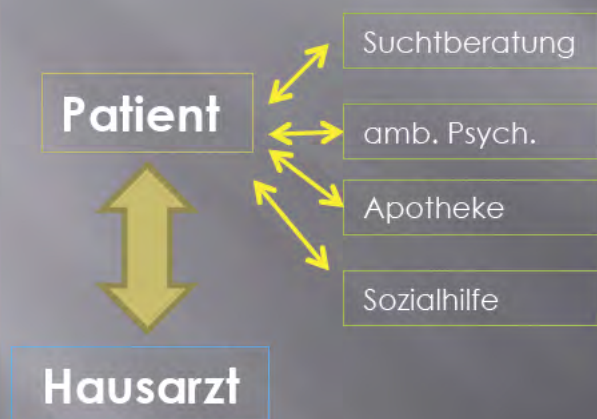 Patient
Suchtberatung
amb. Psych.
Apotheke
Sozialhilfe
Hausarzt